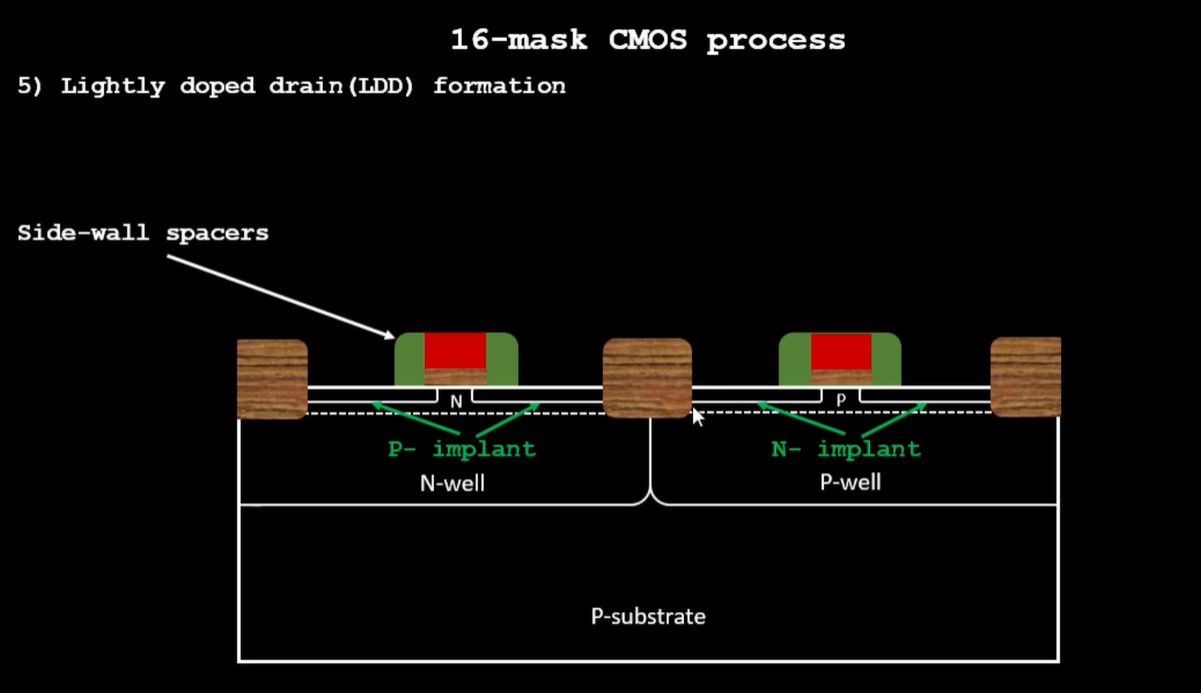 16-mask CMOS process
5) Lightly doped drain(LDD) formation
Side-wall spacers
N
P
P- implant
N- implant
N-well
P-well
P-substrate